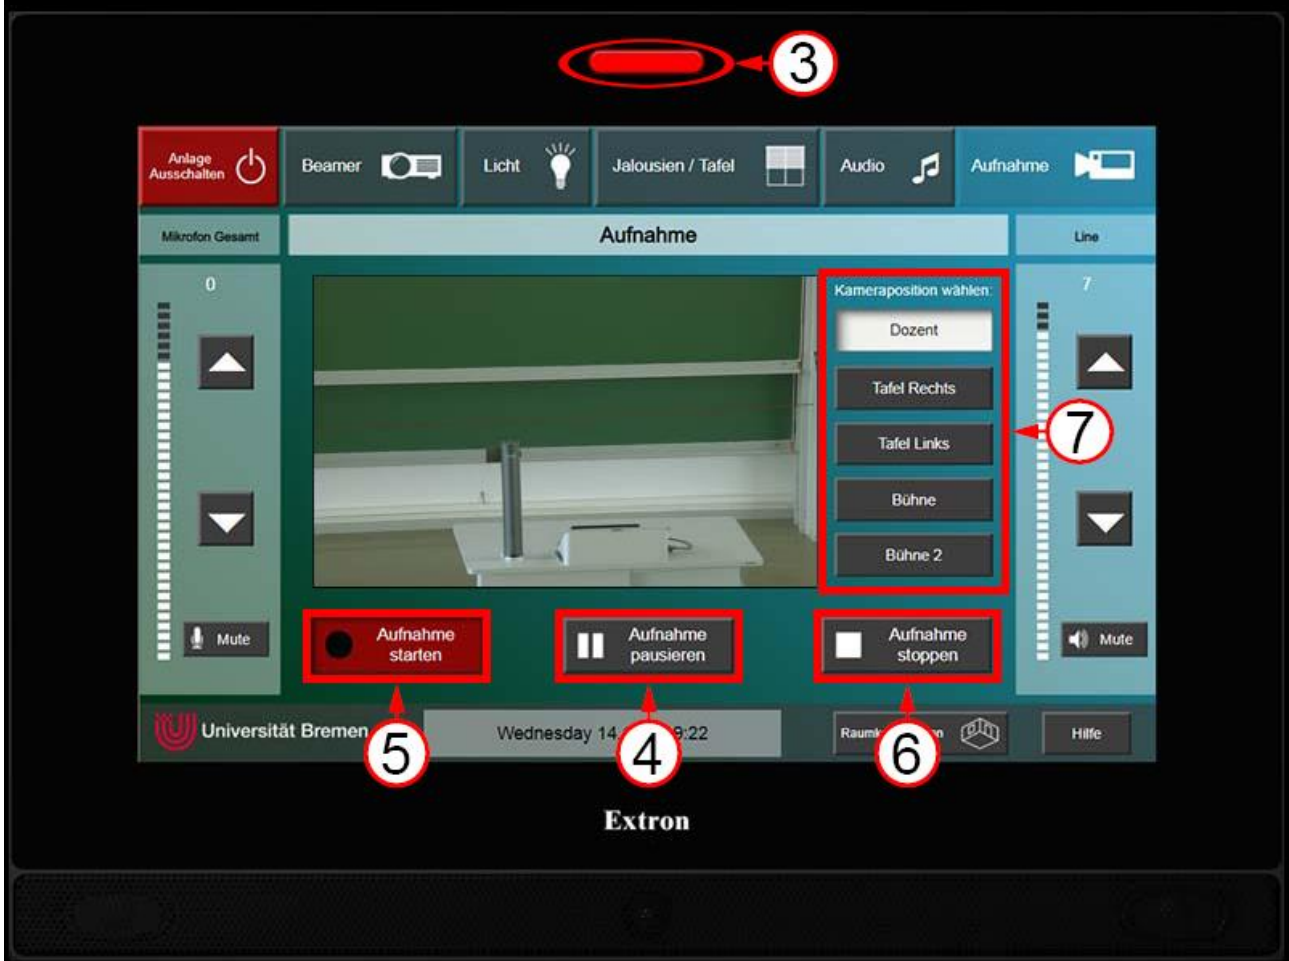 3
Anlage
Ausschalten
Beamer
Licht
Jalousien / Tafel
Audio
Aufnahme
Mikrofon Gesamt
Aufnahme
Line
0
7
Kameraposition wählen:
Dozent
Tafel Rechts
Tafel Links
7
Bühne
Bühne 2
Mute
Aufnahme
starten
Aufnahme
pausieren
Aufnahme
stoppen
Mute
Universität Bremen
Wednesday 14
:22
Hilfe
5
4
6
Extron